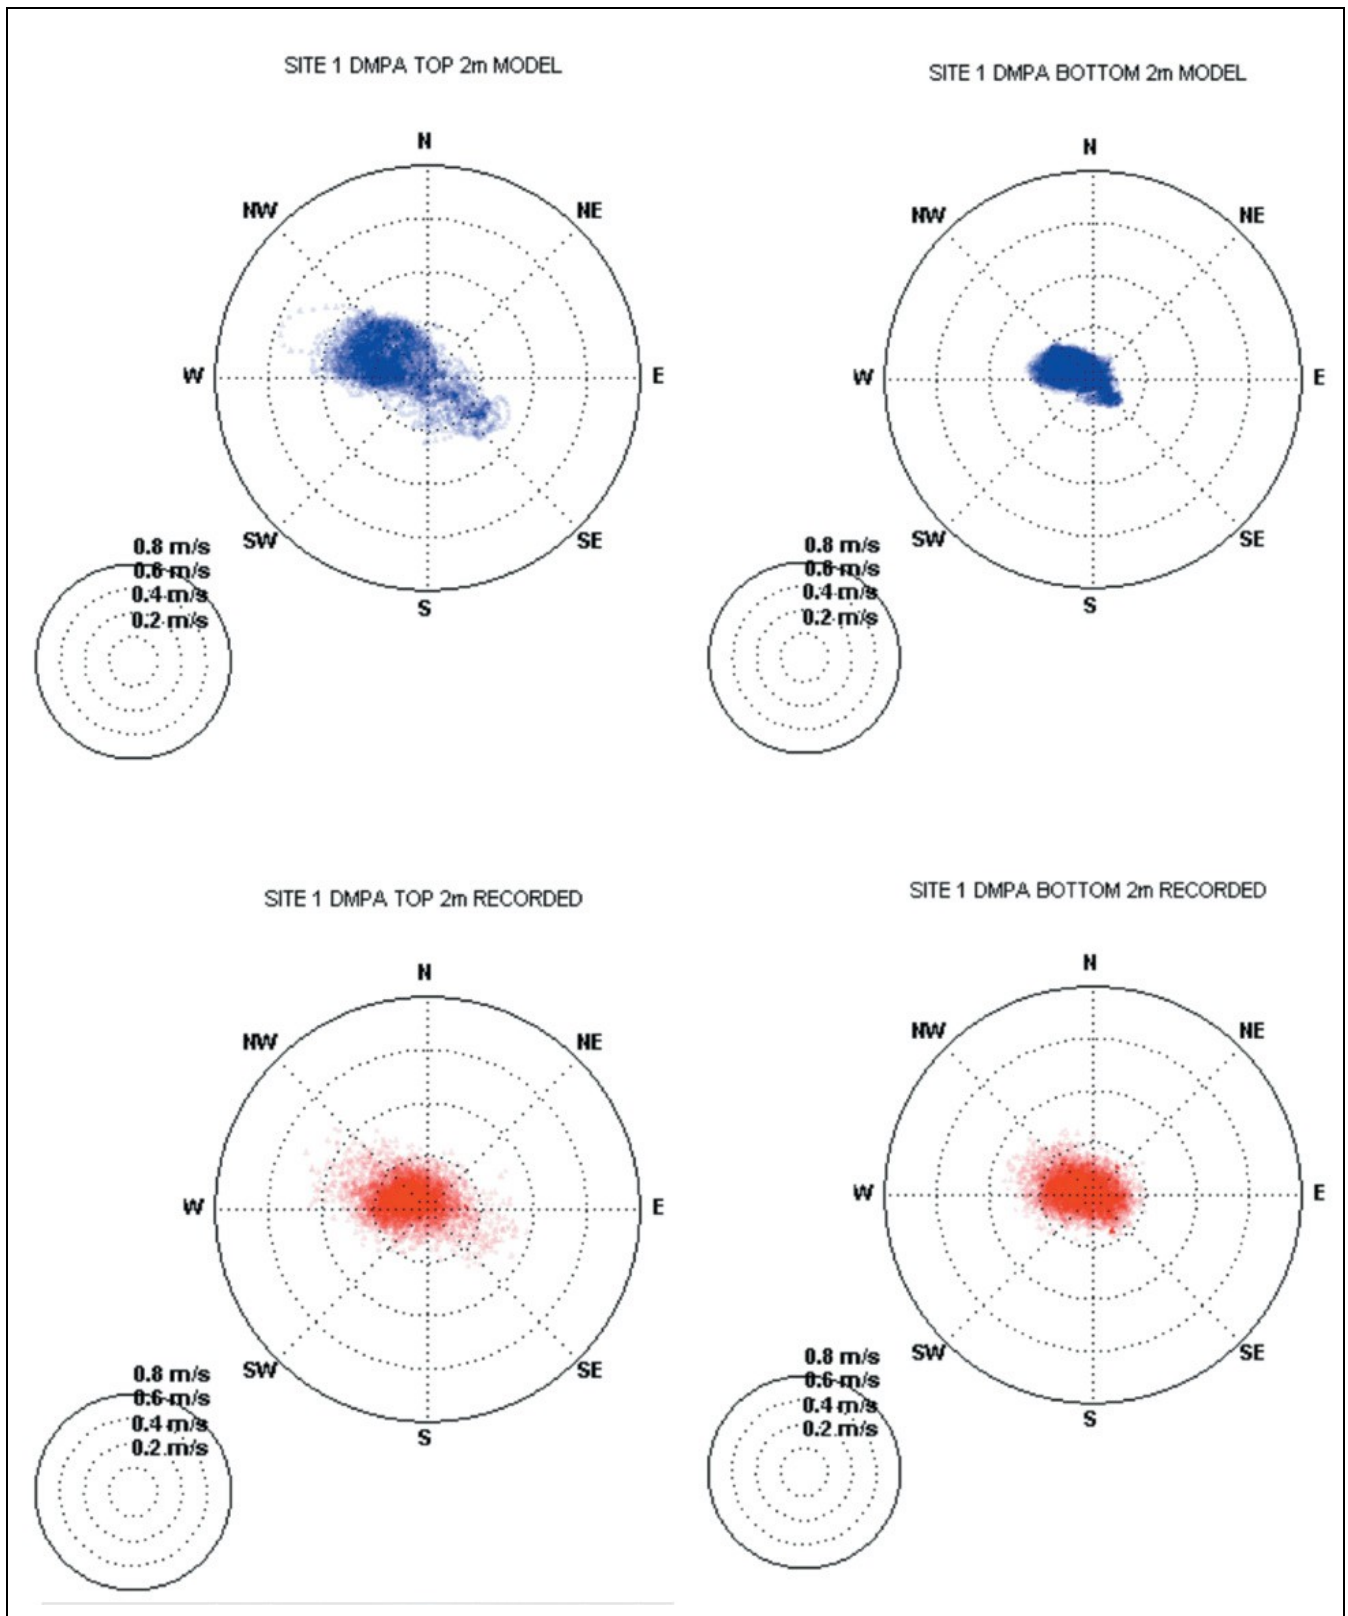 SITE 1 DMPA TOP 2m MODEL
N
NW
NE
W
E
SW
SE
S
0.8 m/s
0.6 m/s
0.4 m/s
0.2 m/s
SITE 1 DMPA BOTTOM 2m MODEL
N
NW
NE
W
E
SW
SE
S
0.8 m/s
0.6 m/s
0.4 m/s
0.2 m/s
SITE 1 DMPA TOP 2m RECORDED
N
NW
NE
W
E
SW
SE
S
0.8 m/s
0.6 m/s
0.4 m/s
0.2 m/s
SITE 1 DMPA BOTTOM 2m RECORDED
N
NW
NE
W
E
SW
SE
S
0.8 m/s
0.6 m/s
0.4 m/s
0.2 m/s